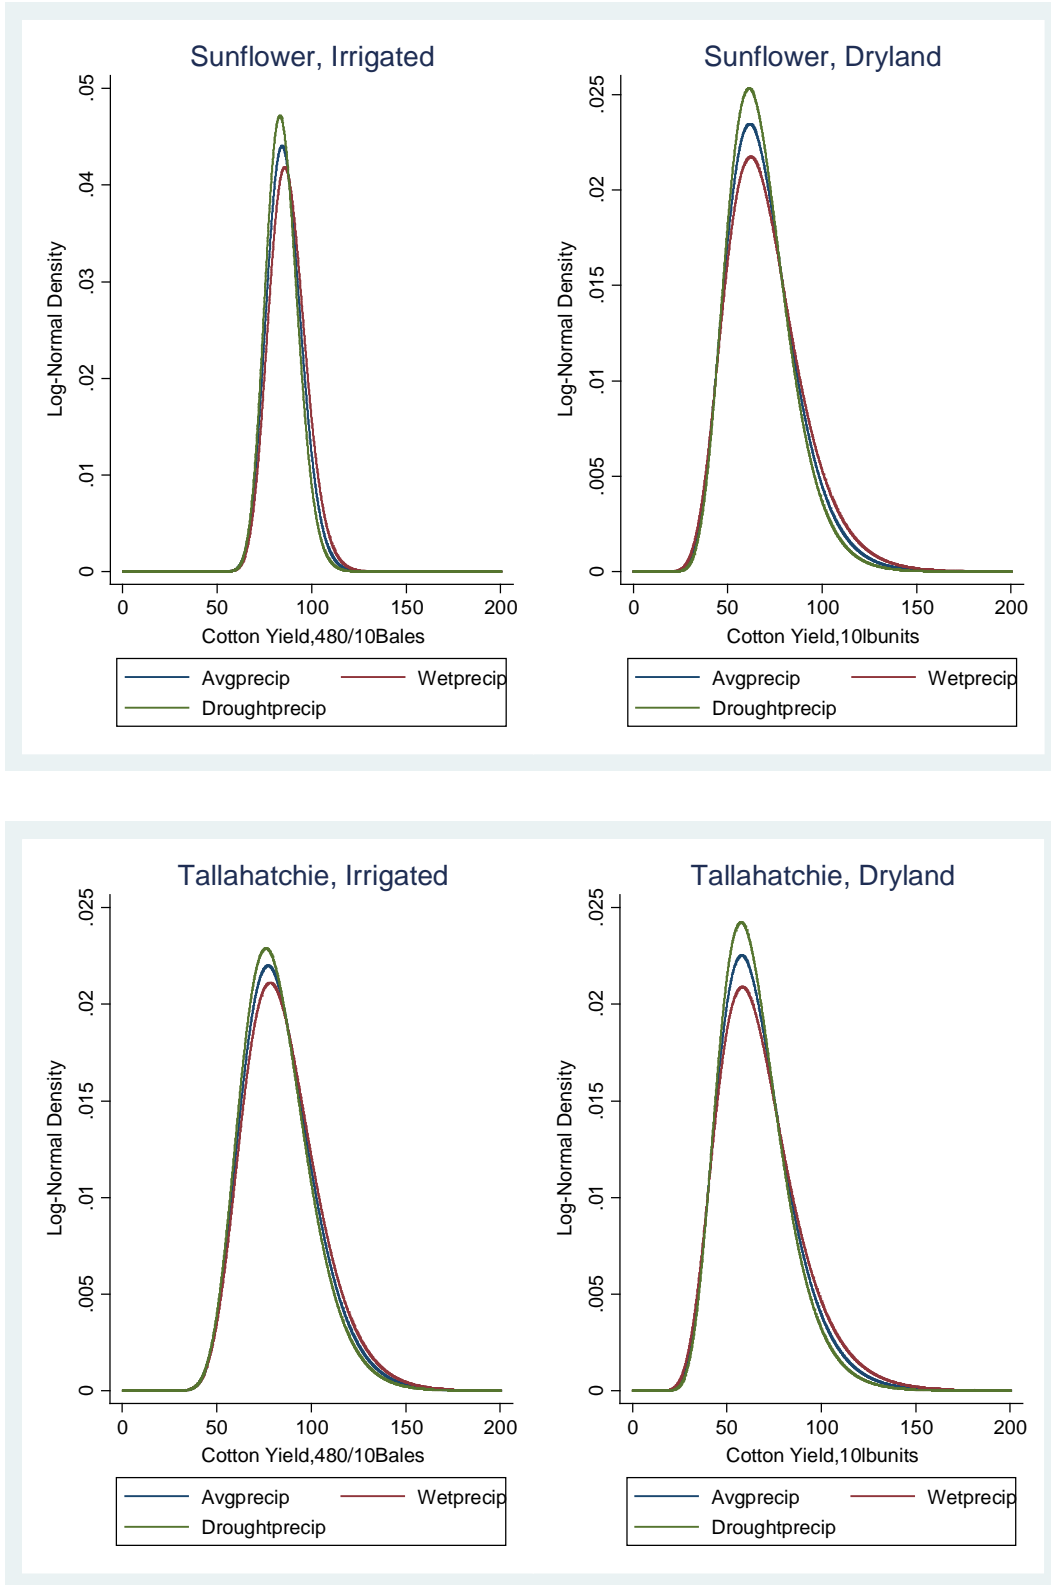 Sunflower, Irrigated
Log-Normal Density
0
.01
.02
.03
.04
.05
0 50 100 150 200
Cotton Yield,480/10Bales
Avgprecip Wetprecip
Droughtprecip
Sunflower, Dryland
Log-Normal Density
0
.005
.01
.015
.02
.025
0 50 100 150 200
Cotton Yield,10lbunits
Avgprecip Wetprecip
Droughtprecip
Tallahatchie, Irrigated
Log-Normal Density
0
.005
.01
.015
.02
.025
0 50 100 150 200
Cotton Yield,480/10Bales
Avgprecip Wetprecip
Droughtprecip
Tallahatchie, Dryland
Log-Normal Density
0
.005
.01
.015
.02
.025
0 50 100 150 200
Cotton Yield,10lbunits
Avgprecip Wetprecip
Droughtprecip